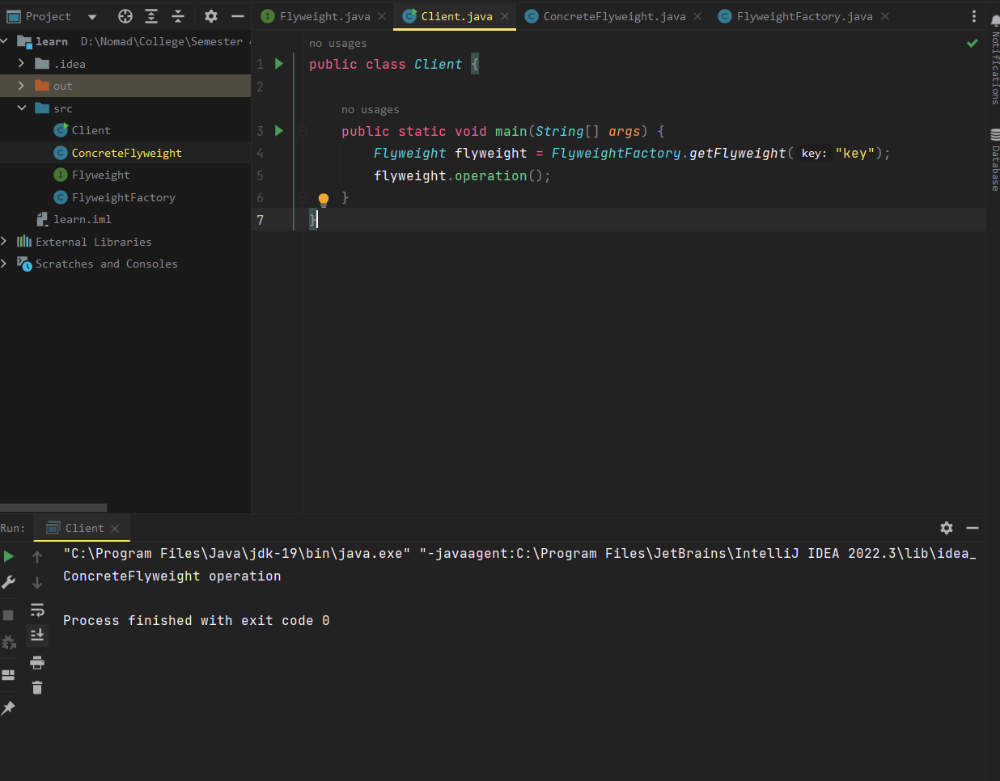 Project
Flyweight.java
Client.java
ConcreteFlyweight.java
FlyweightFactory.java
learn D:\Nomad\College\Semester
.idea
out
src
Client
ConcreteFlyweight
Flyweight
FlyweightFactory
learn.iml
External Libraries
Scratches and Consoles
no usages
1 public class Client {
2
no usages
3 public static void main(String[] args) {
4 Flyweight flyweight = FlyweightFactory.getFlyweight( key: "key");
5 flyweight.operation();
6 }
7 }
Notifications
Database
Run: Client
"C:\Program Files\Java\jdk-19\bin\java.exe" "-javaagent:C:\Program Files\JetBrains\IntelliJ IDEA 2022.3\lib\idea_
ConcreteFlyweight operation
Process finished with exit code 0